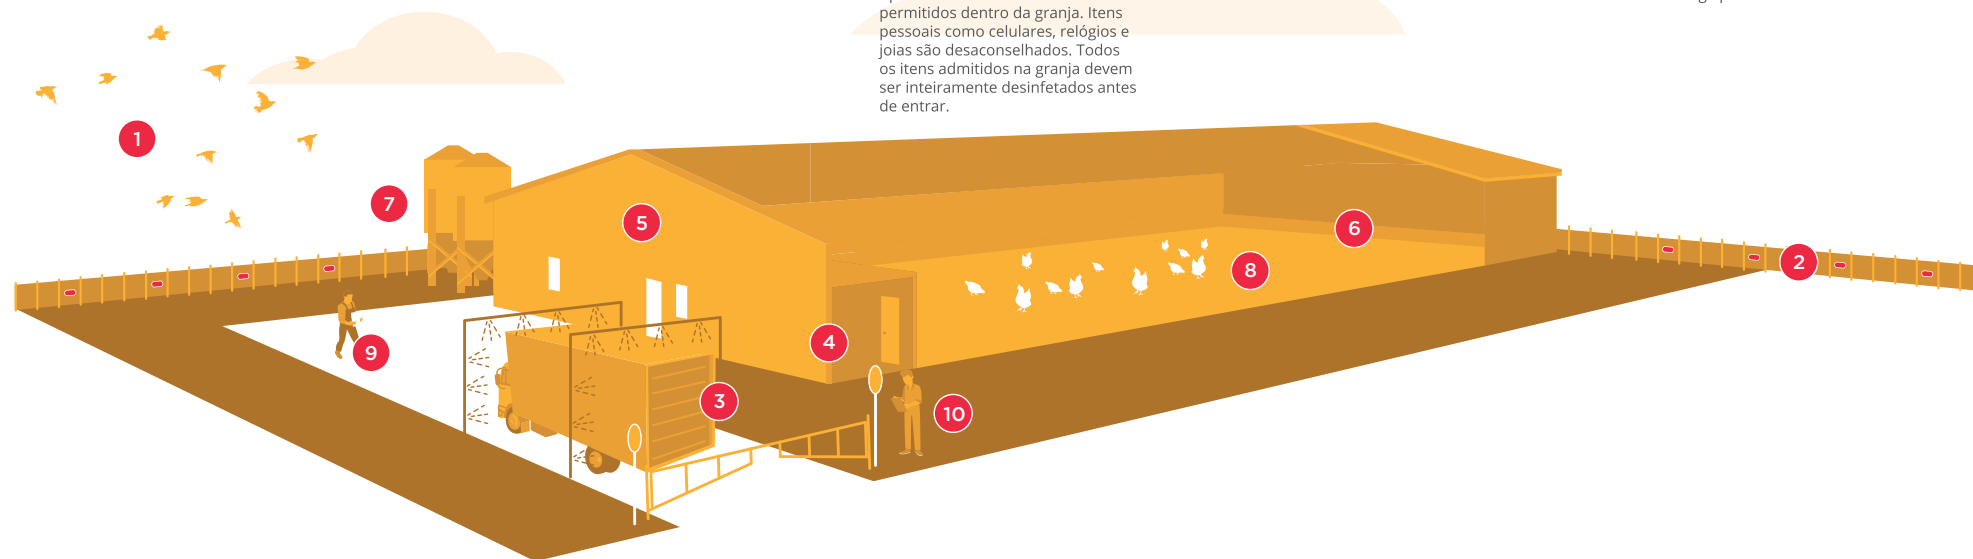 permitidos dentro da granja. Itens
pessoais como celulares, relógios e
joias são desaconselhados. Todos
os itens admitidos na granja devem
ser inteiramente desinfetados antes
de entrar.
1
7
5
6
2
8
4
9
3
10